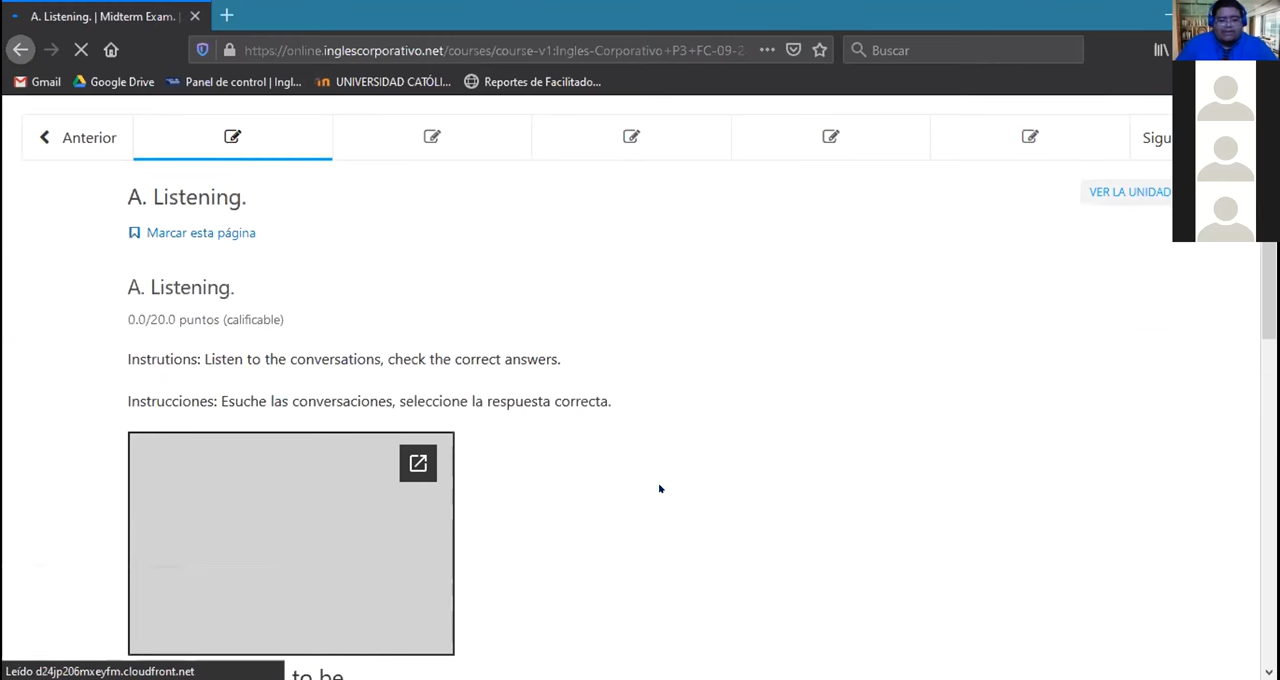 A. Listening. | Midterm Exam. |
https://online.inglescorporativo.net/courses/course-v1:Ingles-Corporativo+P3+FC-09-2
Buscar
Gmail
Google Drive
Panel de control | Ingl...
UNIVERSIDAD CATÓLI...
Reportes de Facilitado...
Anterior
Sigu
A. Listening.
VER LA UNIDAD
Marcar esta página
A. Listening.
0.0/20.0 puntos (calificable)
Instrutions: Listen to the conversations, check the correct answers.
Instrucciones: Esuche las conversaciones, seleccione la respuesta correcta.
Leído d24jp206mxeyfm.cloudfront.net
to be